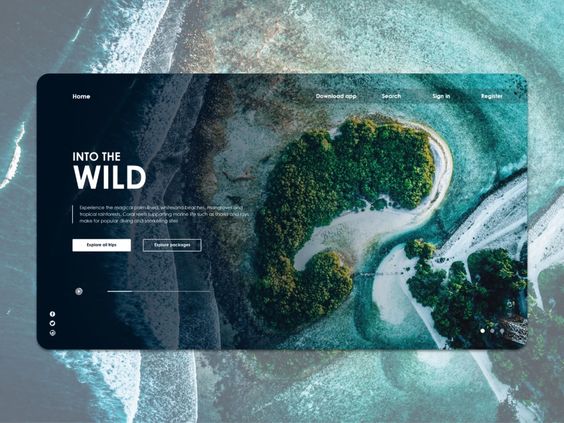 Home
Download app
Search
Sign in
Register
INTO THE
WILD
Experience the magical palm-lined, whitesand beaches, mangroves and
tropical rainforests. Coral reefs supporting marine life such as sharks and rays
make for popular diving and snorkeling sites
Explore all trips
Explore packages